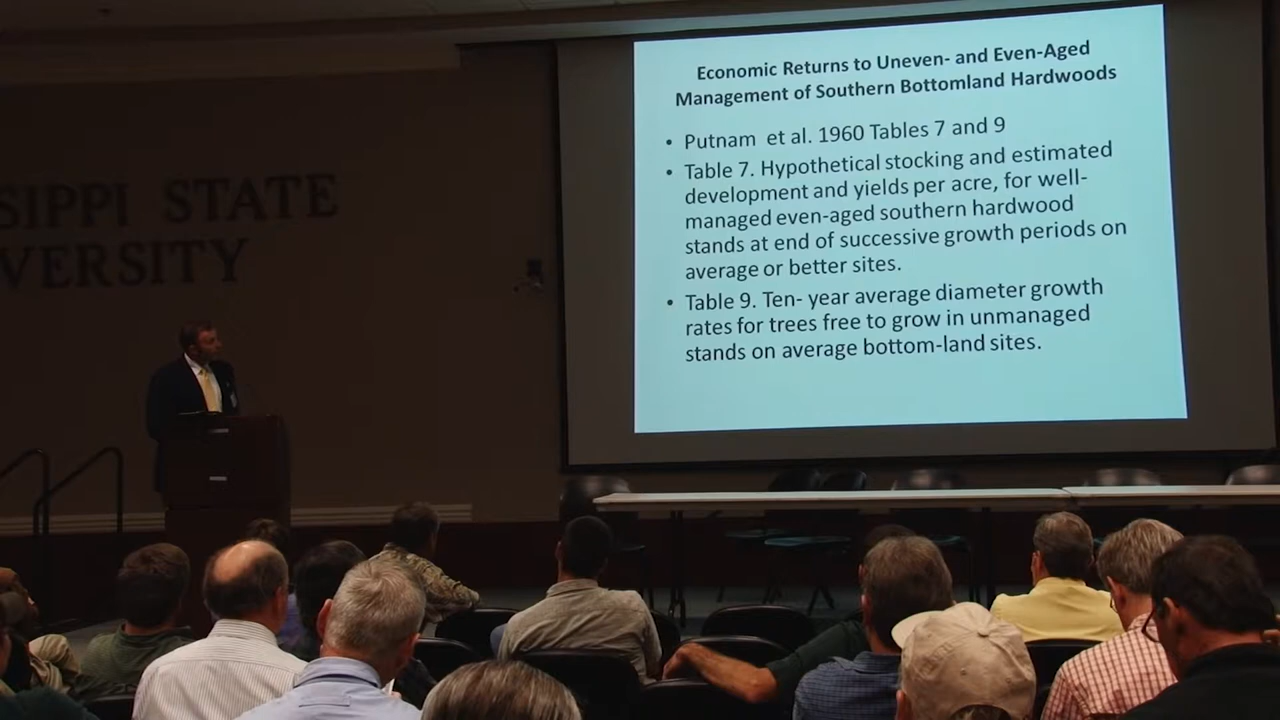 SIPPI STATE
VERSITY
Economic Returns to Uneven- and Even-Aged
Management of Southern Bottomland Hardwoods
• Putnam et al. 1960 Tables 7 and 9
• Table 7. Hypothetical stocking and estimated
development and yields per acre, for well-
managed even-aged southern hardwood
stands at end of successive growth periods on
average or better sites.
• Table 9. Ten- year average diameter growth
rates for trees free to grow in unmanaged
stands on average bottom-land sites.